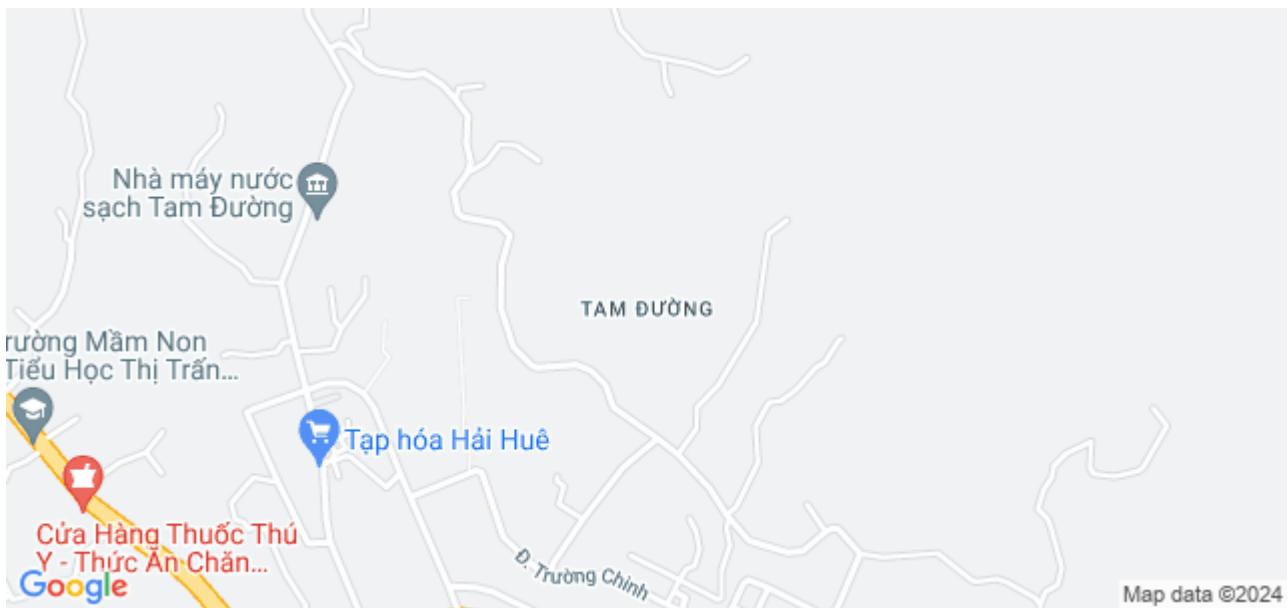 Nhà máy nước
sạch Tam Đường
TAM ĐƯỜNG
rường Mầm Non
Tiểu Học Thị Trấn...
Tạp hóa Hải Huê
Cửa Hàng Thuốc Thú
Y - Thức Ăn Chăn...
Đ. Trường Chinh
Google
Map data ©2024